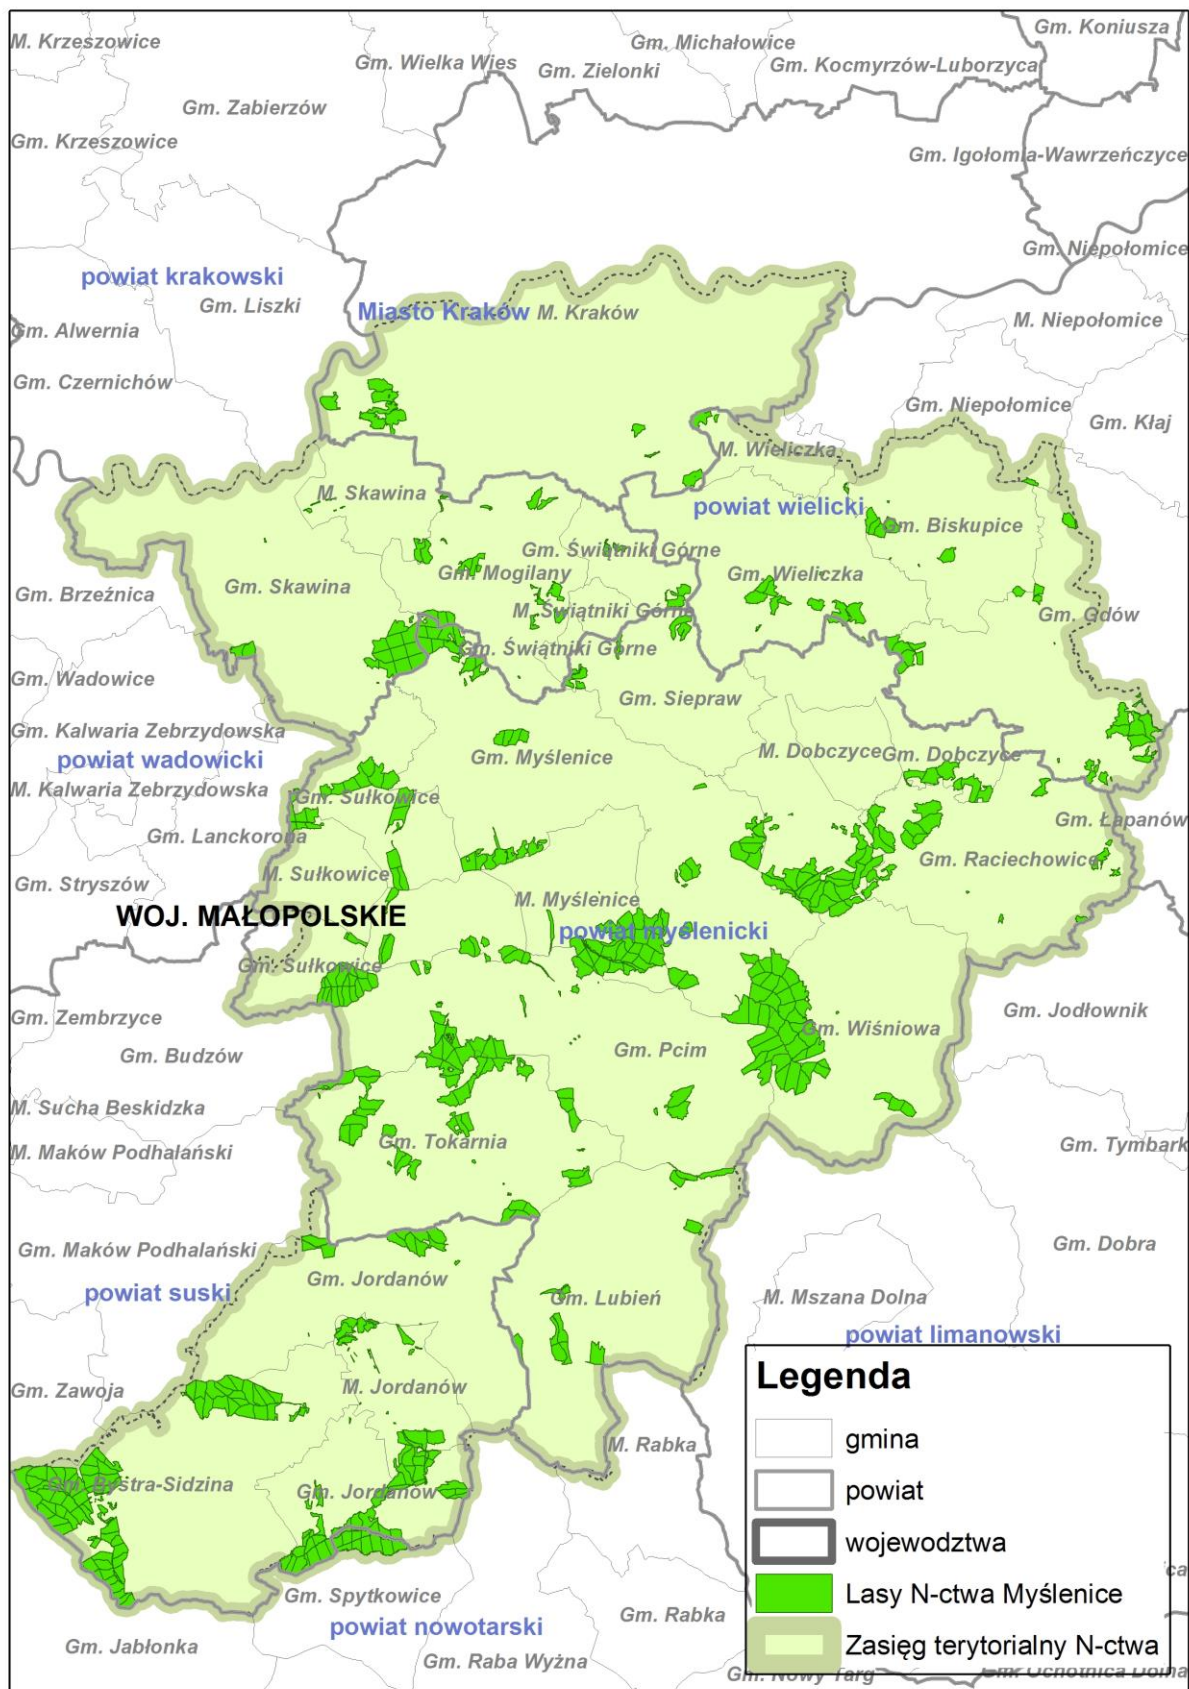 M. Krzeszowice
Gm. Wielka Wies
Gm. Michałowice
Gm. Koniusza
Gm. Zielonki
Gm. Kocmyrzów-Luborzyca
Gm. Zabierzów
Gm. Krzeszowice
Gm. Igołomia-Wawrzeńczyce
Gm. Niepołomice
powiat krakowski
Gm. Liszki
Miasto Kraków
M. Kraków
M. Niepołomice
Gm. Alwernia
Gm. Czernichów
Gm. Niepołomice
Gm. Kłaj
M. Wieliczka
M. Skawina
powiat wielicki
Gm. Biskupice
Gm. Świątniki Górne
Gm. Mogilany
Gm. Wieliczka
Gm. Skawina
Gm. Brzeźnica
M. Świątniki Górne
Gm. Gdów
Gm. Świątniki Górne
Gm. Wadowice
Gm. Siepraw
Gm. Kalwaria Zebrzydowska
powiat wadowicki
Gm. Myślenice
M. Dobczyce
Gm. Dobczyce
M. Kalwaria Zebrzydowska
Gm. Sułkowice
Gm. Lanckorona
Gm. Łapanów
Gm. Raciechowice
Gm. Stryszów
M. Sułkowice
M. Myślenice
WOJ. MAŁOPOLSKIE
powiat myślenicki
Gm. Sułkowice
Gm. Zembrzyce
Gm. Jodłownik
Gm. Wiśniowa
Gm. Budzów
Gm. Pcim
M. Sucha Beskidzka
Gm. Tokarnia
Gm. Tymbark
M. Maków Podhalański
Gm. Maków Podhalański
Gm. Dobra
Gm. Jordanów
powiat suski
Gm. Lubień
M. Mszana Dolna
powiat limanowski
Gm. Zawoja
M. Jordanów
M. Rabka
Gm. Bystra-Sidzina
Gm. Jordanów
Gm. Spytkowice
powiat nowotarski
Gm. Rabka
Gm. Jabłonka
Gm. Raba Wyżna
Gm. Nowy Targ
Gm. Ochotnica Dolna
Legenda
gmina
powiat
wojewodztwa
Lasy N-ctwa Myślenice
Zasięg terytorialny N-ctwa